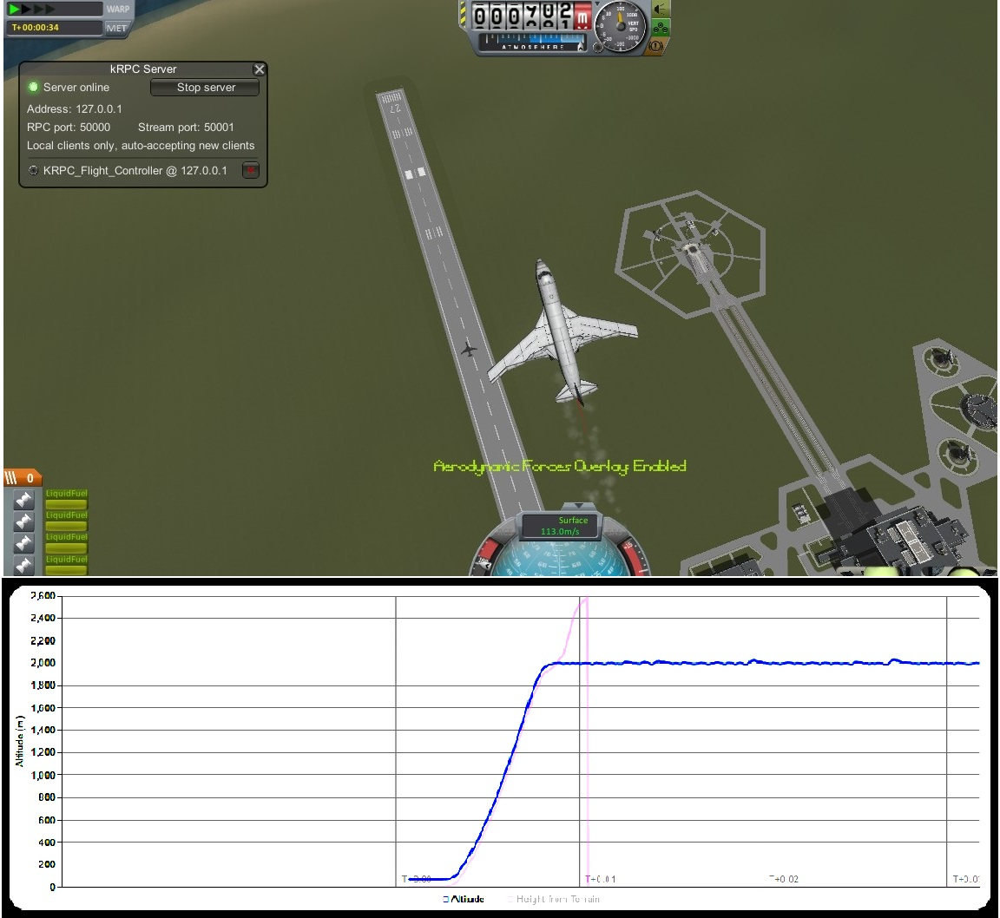 WARP
T+00:00:34
MET
m
ATMOSPHERE
VERT
SPD
kRPC Server
Server online
Stop server
Address: 127.0.0.1
RPC port: 50000
Stream port: 50001
Local clients only, auto-accepting new clients
KRPC_Flight_Controller @ 127.0.0.1
27
Aerodynamic Forces Overlay: Enabled
0
LiquidFuel
LiquidFuel
LiquidFuel
LiquidFuel
Surface
113.0m/s
2,600
2,400
2,200
2,000
1,800
1,600
1,400
1,200
1,000
800
600
400
200
0
Altitude (m)
T+0.00
T+0.01
T+0.02
Altitude
Height from Terrain